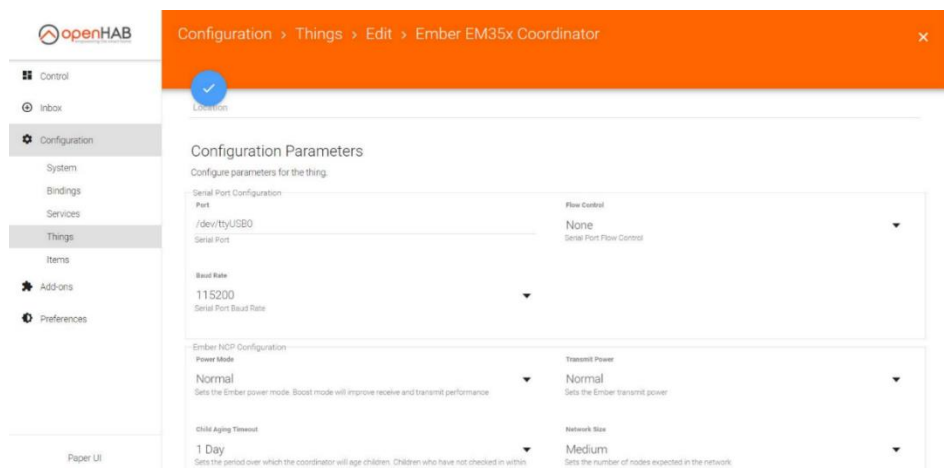 openHAB
empowering the smart home
Control
Inbox
Configuration
System
Bindings
Services
Things
Items
Add-ons
Preferences
Paper UI
Configuration › Things › Edit › Ember EM35x Coordinator
Location
Configuration Parameters
Configure parameters for the thing.
Serial Port Configuration
Port
/dev/ttyUSB0
Serial Port
Flow Control
None
Serial Port Flow Control
Baud Rate
115200
Serial Port Baud Rate
Ember NCP Configuration
Power Mode
Normal
Sets the Ember power mode. Boost mode will improve receive and transmit performance
Transmit Power
Normal
Sets the Ember transmit power
Child Aging Timeout
1 Day
Sets the period over which the coordinator will age children. Children who have not checked in within
Network Size
Medium
Sets the number of nodes expected in the network